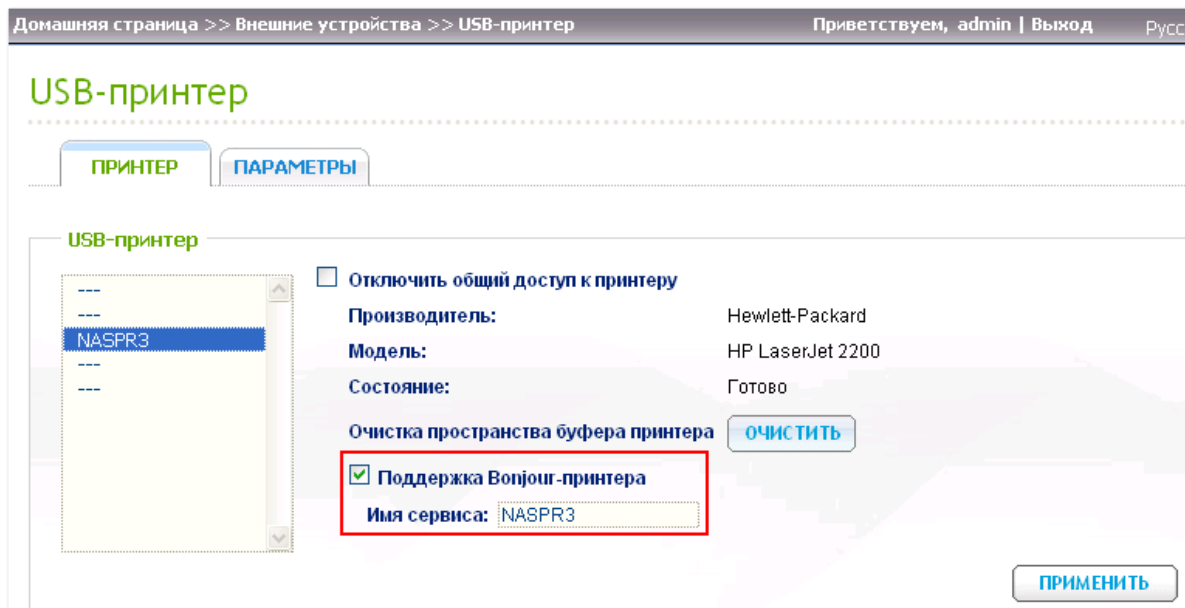 Домашняя страница >> Внешние устройства >> USB-принтер Приветствуем, admin | Выход
USB-принтер
ПРИНТЕР ПАРАМЕТРЫ
USB-принтер
---
---
NASPR3
---
---
Отключить общий доступ к принтеру
Производитель: Hewlett-Packard
Модель: HP LaserJet 2200
Состояние: Готово
Очистка пространства буфера принтера ОЧИСТИТЬ
Поддержка Bonjour-принтера
Имя сервиса: NASPR3
ПРИМЕНИТЬ